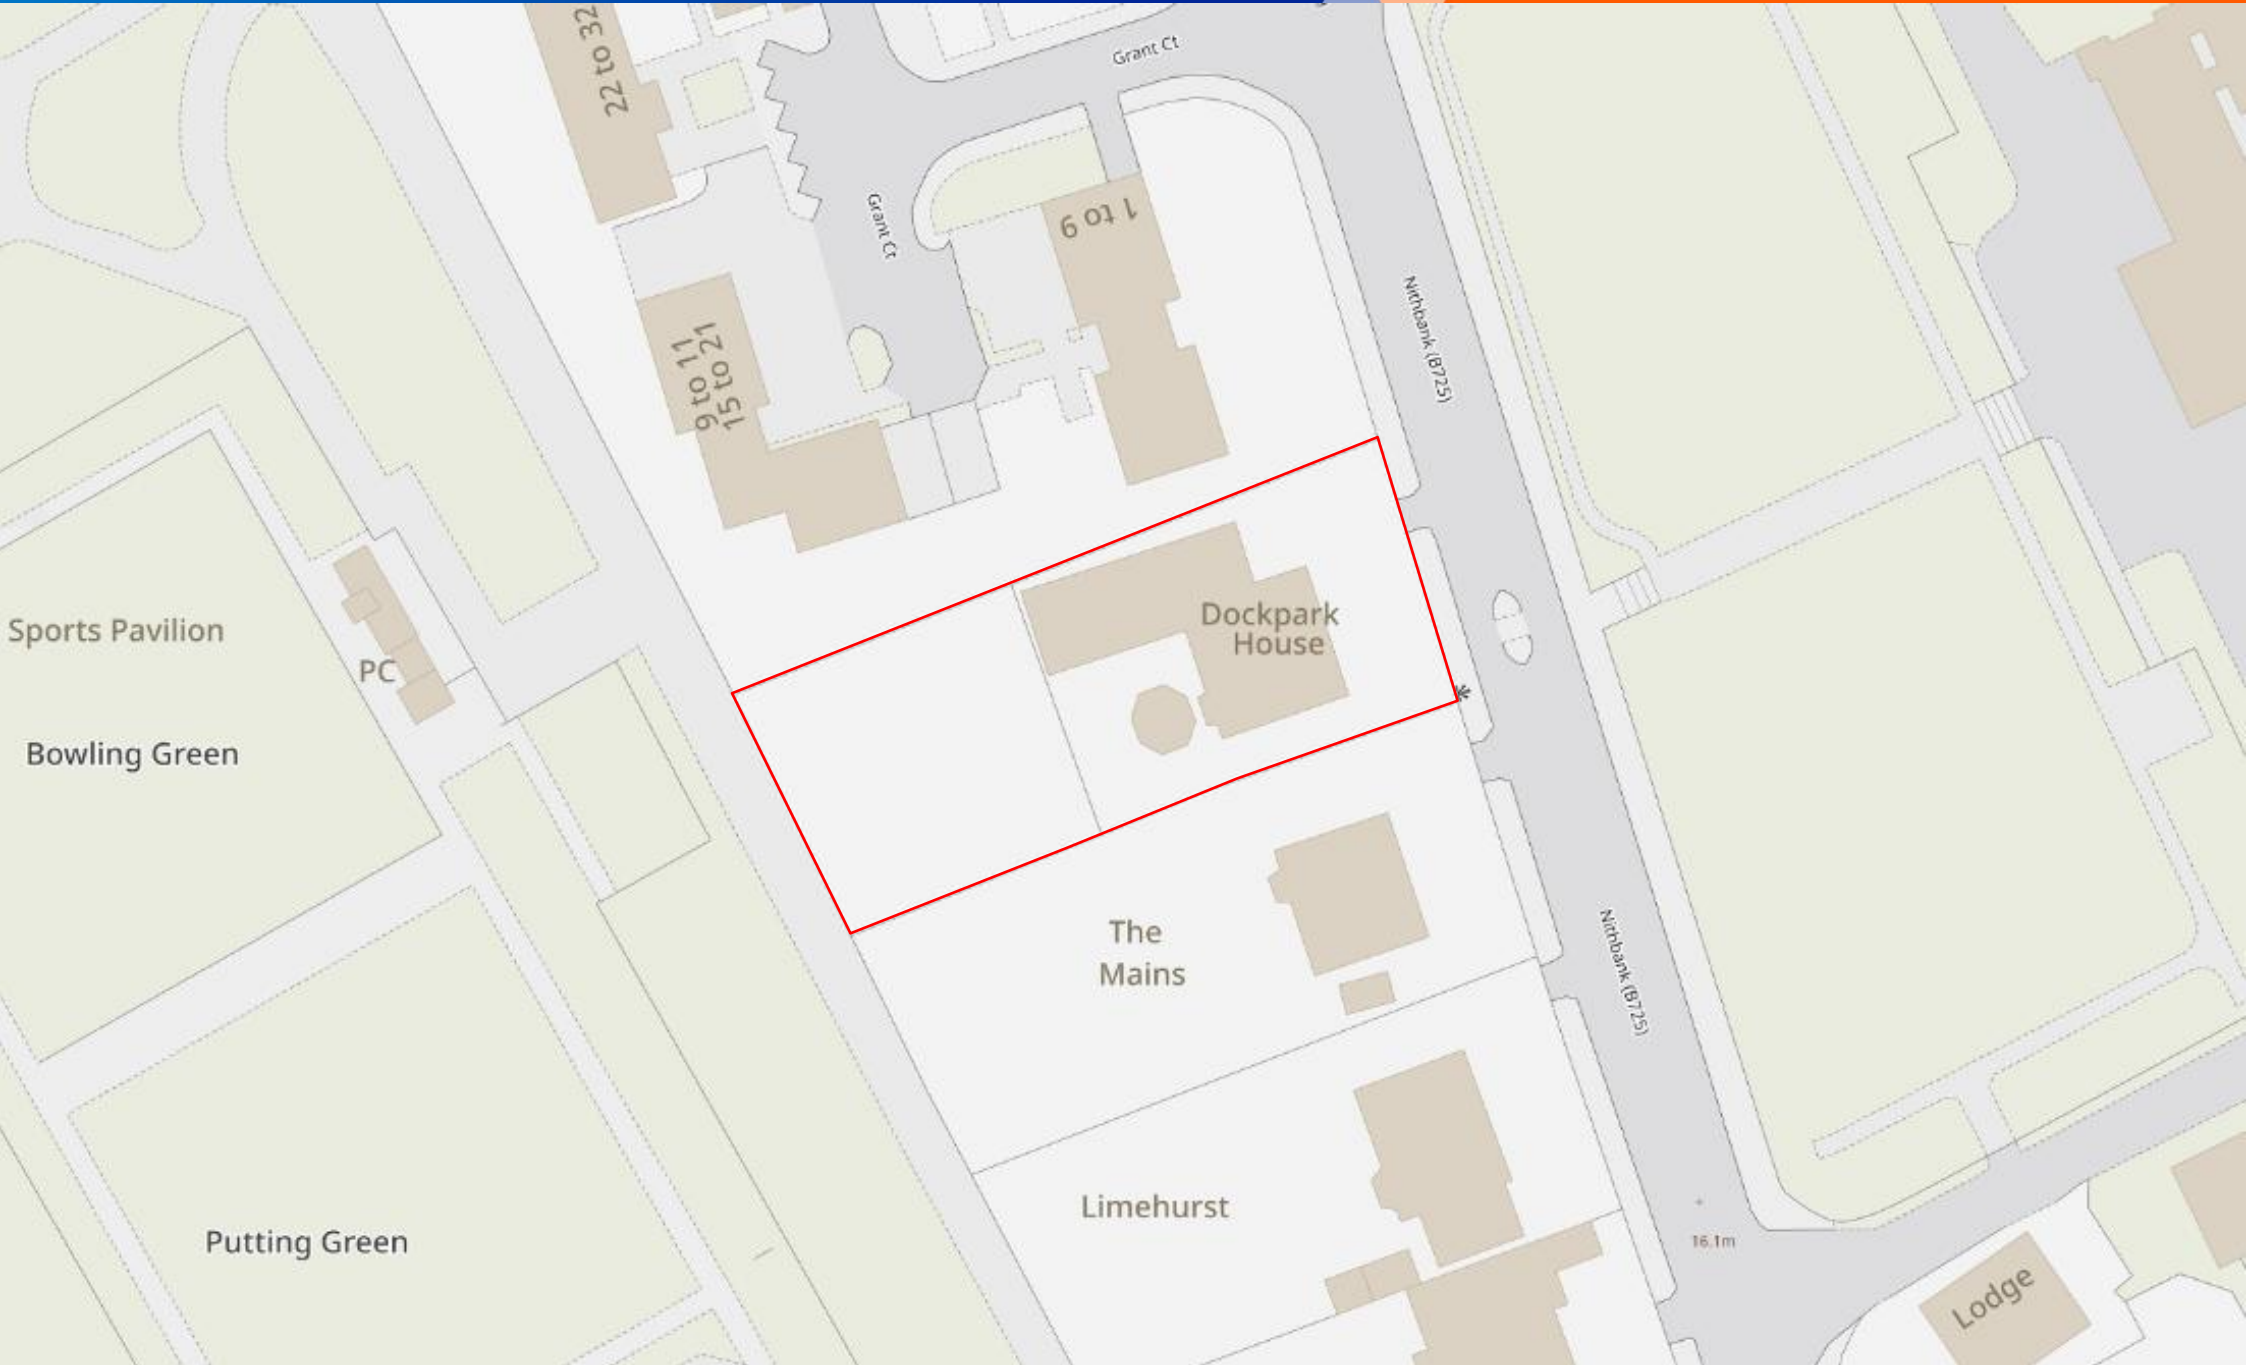 22 to 32
Grant Ct
Grant Ct
1 to 9
Nithbank (B725)
9 to 11
15 to 21
Dockpark
House
Sports Pavilion
PC
Bowling Green
The
Mains
Nithbank (B725)
Limehurst
Putting Green
16.1m
Lodge